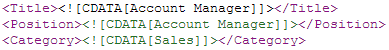 <Title><![CDATA[Account Manager]]></Title>
<Position><![CDATA[Account Manager]]></Position>
<Category><![CDATA[Sales]]></Category>